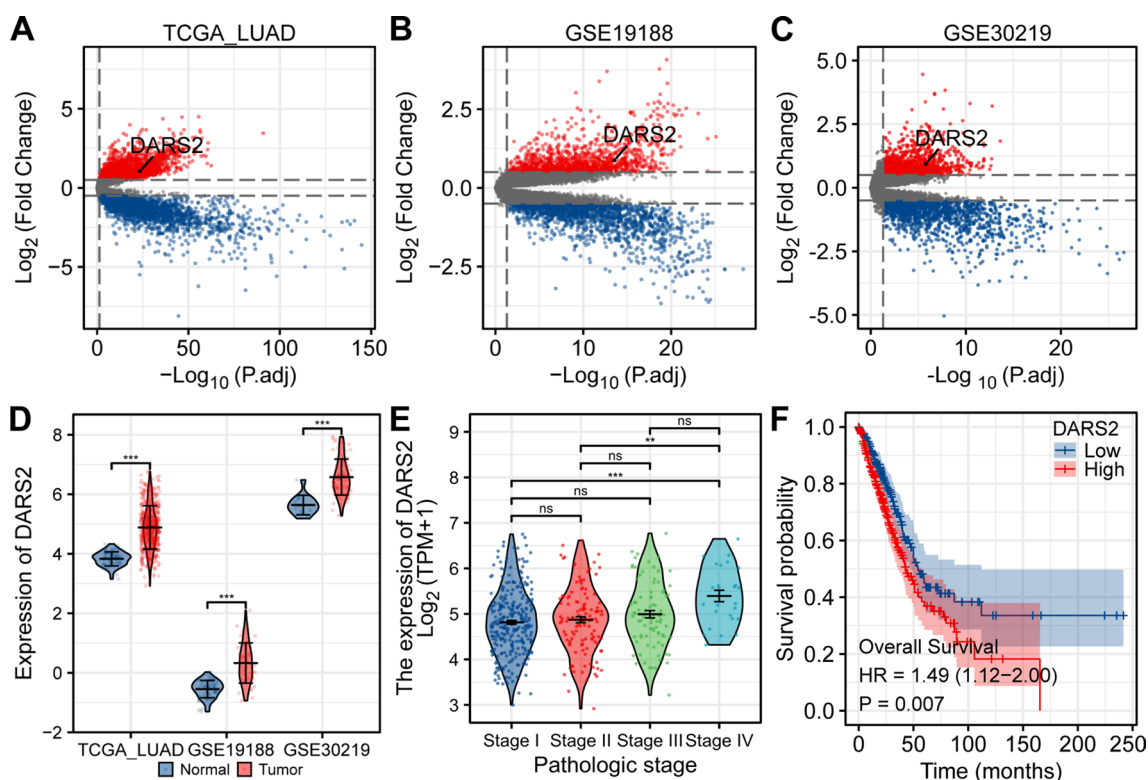 A
TCGA_LUAD
Log2 (Fold Change)
5
0
−5
DARS2
0
50
100
150
−Log10 (P.adj)
B
GSE19188
Log2 (Fold Change)
2.5
0.0
−2.5
DARS2
0
10
20
−Log10 (P.adj)
C
GSE30219
Log2 (Fold Change)
5.0
2.5
0.0
-2.5
-5.0
DARS2
0
10
20
-Log 10 (P.adj)
D
Expression of DARS2
8
6
4
2
0
−2
***
***
***
TCGA_LUAD
GSE19188
GSE30219
Normal
Tumor
E
The expression of DARS2
Log2 (TPM+1)
9
8
7
6
5
4
3
ns
**
ns
***
ns
ns
Stage I
Stage II
Stage III
Stage IV
Pathologic stage
F
Survival probability
1.0
0.8
0.6
0.4
0.2
0.0
DARS2
Low
High
Overall Survival
HR = 1.49 (1.12−2.00)
P = 0.007
0
50
100
150
200
250
Time (months)